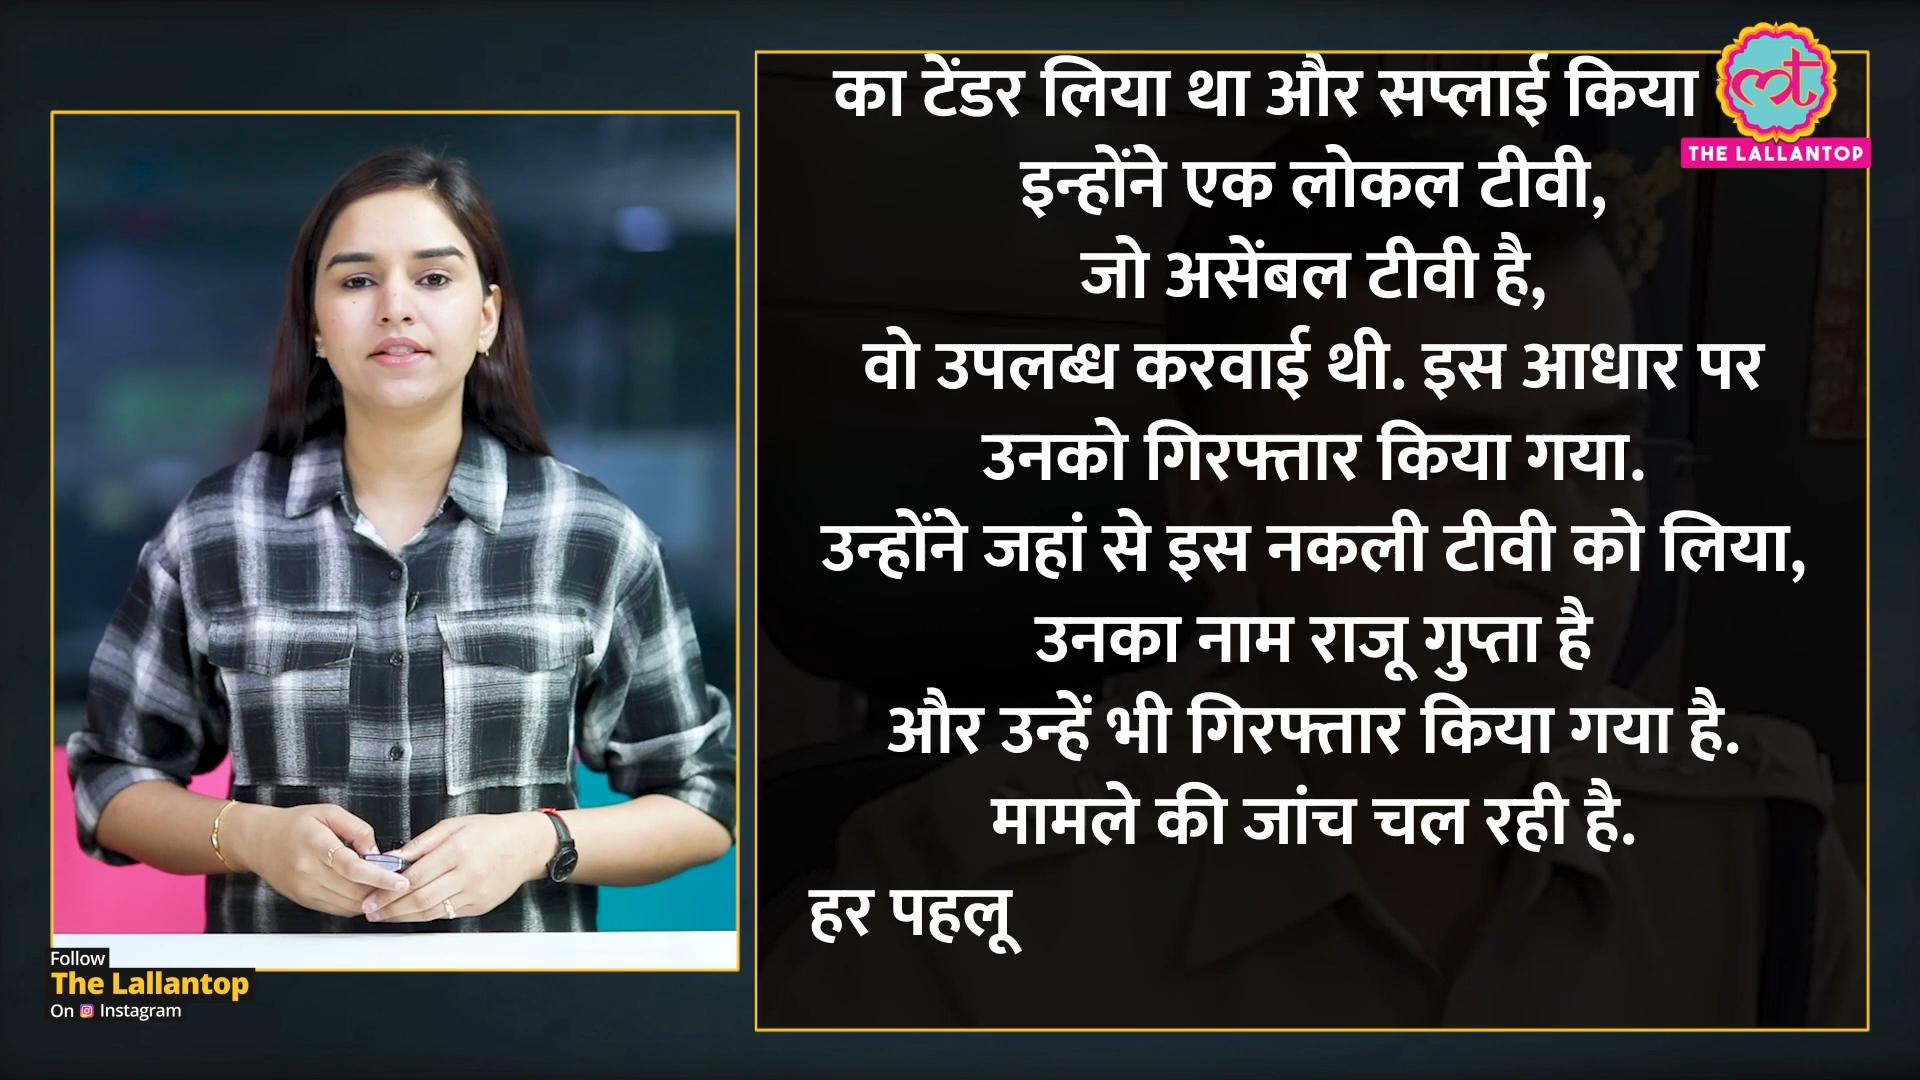 का टेंडर लिया था और सप्लाई किया
इन्होंने एक लोकल टीवी,
जो असेंबल टीवी है,
वो उपलब्ध करवाई थी. इस आधार पर
उनको गिरफ्तार किया गया.
उन्होंने जहां से इस नकली टीवी को लिया,
उनका नाम राजू गुप्ता है
और उन्हें भी गिरफ्तार किया गया है.
मामले की जांच चल रही है.
हर पहलू
THE LALLANTOP
Follow
The Lallantop
On Instagram